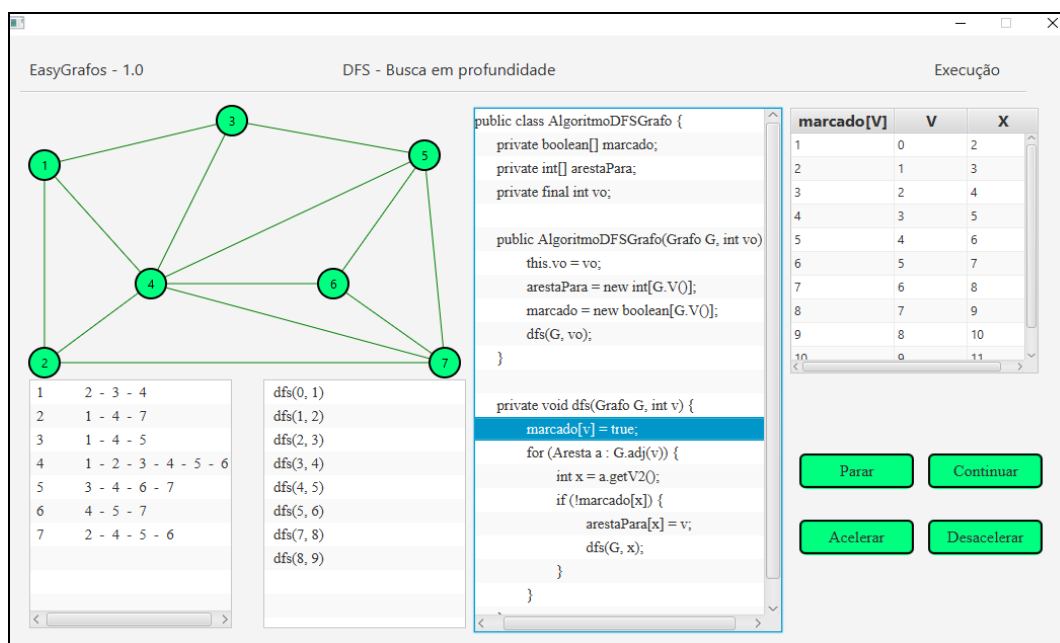 EasyGrafos - 1.0 DFS - Busca em profundidade Execução
3
5
1
4
6
2
7
1 2 - 3 - 4
2 1 - 4 - 7
3 1 - 4 - 5
4 1 - 2 - 3 - 4 - 5 - 6
5 3 - 4 - 6 - 7
6 4 - 5 - 7
7 2 - 4 - 5 - 6
dfs(0, 1)
dfs(1, 2)
dfs(2, 3)
dfs(3, 4)
dfs(4, 5)
dfs(5, 6)
dfs(7, 8)
dfs(8, 9)
public class AlgoritmoDFSGrafo {
private boolean[] marcado;
private int[] arestaPara;
private final int vo;
public AlgoritmoDFSGrafo(Grafo G, int vo)
this.vo = vo;
arestaPara = new int[G.V()];
marcado = new boolean[G.V()];
dfs(G, vo);
}
private void dfs(Grafo G, int v) {
marcado[v] = true;
for (Aresta a : G.adj(v)) {
int x = a.getV2();
if (!marcado[x]) {
arestaPara[x] = v;
dfs(G, x);
}
}
marcado[V] V X
1 0 2
2 1 3
3 2 4
4 3 5
5 4 6
6 5 7
7 6 8
8 7 9
9 8 10
10 9 11
Parar Continuar
Acelerar Desacelerar